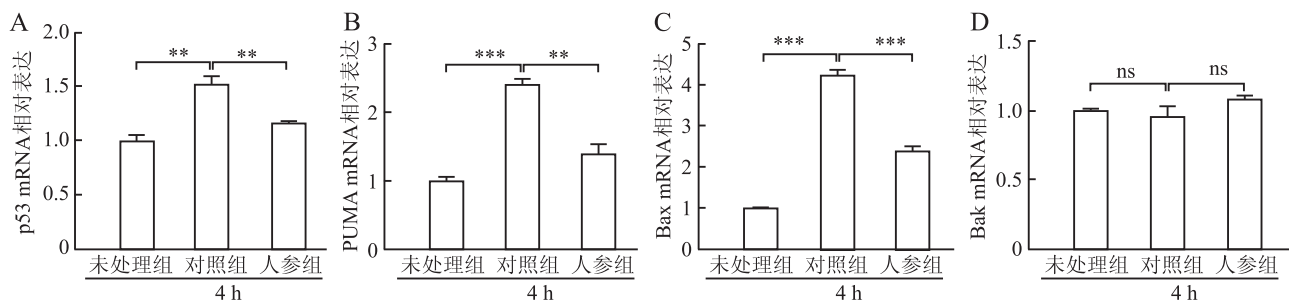 A
p53 mRNA相对表达
2.0
1.5
1.0
0.5
0
** **
未处理组 对照组 人参组
4 h
B
PUMA mRNA相对表达
3
2
1
0
*** **
未处理组 对照组 人参组
4 h
C
Bax mRNA相对表达
5
4
3
2
1
0
*** ***
未处理组 对照组 人参组
4 h
D
Bak mRNA相对表达
1.5
1.0
0.5
0
ns ns
未处理组 对照组 人参组
4 h